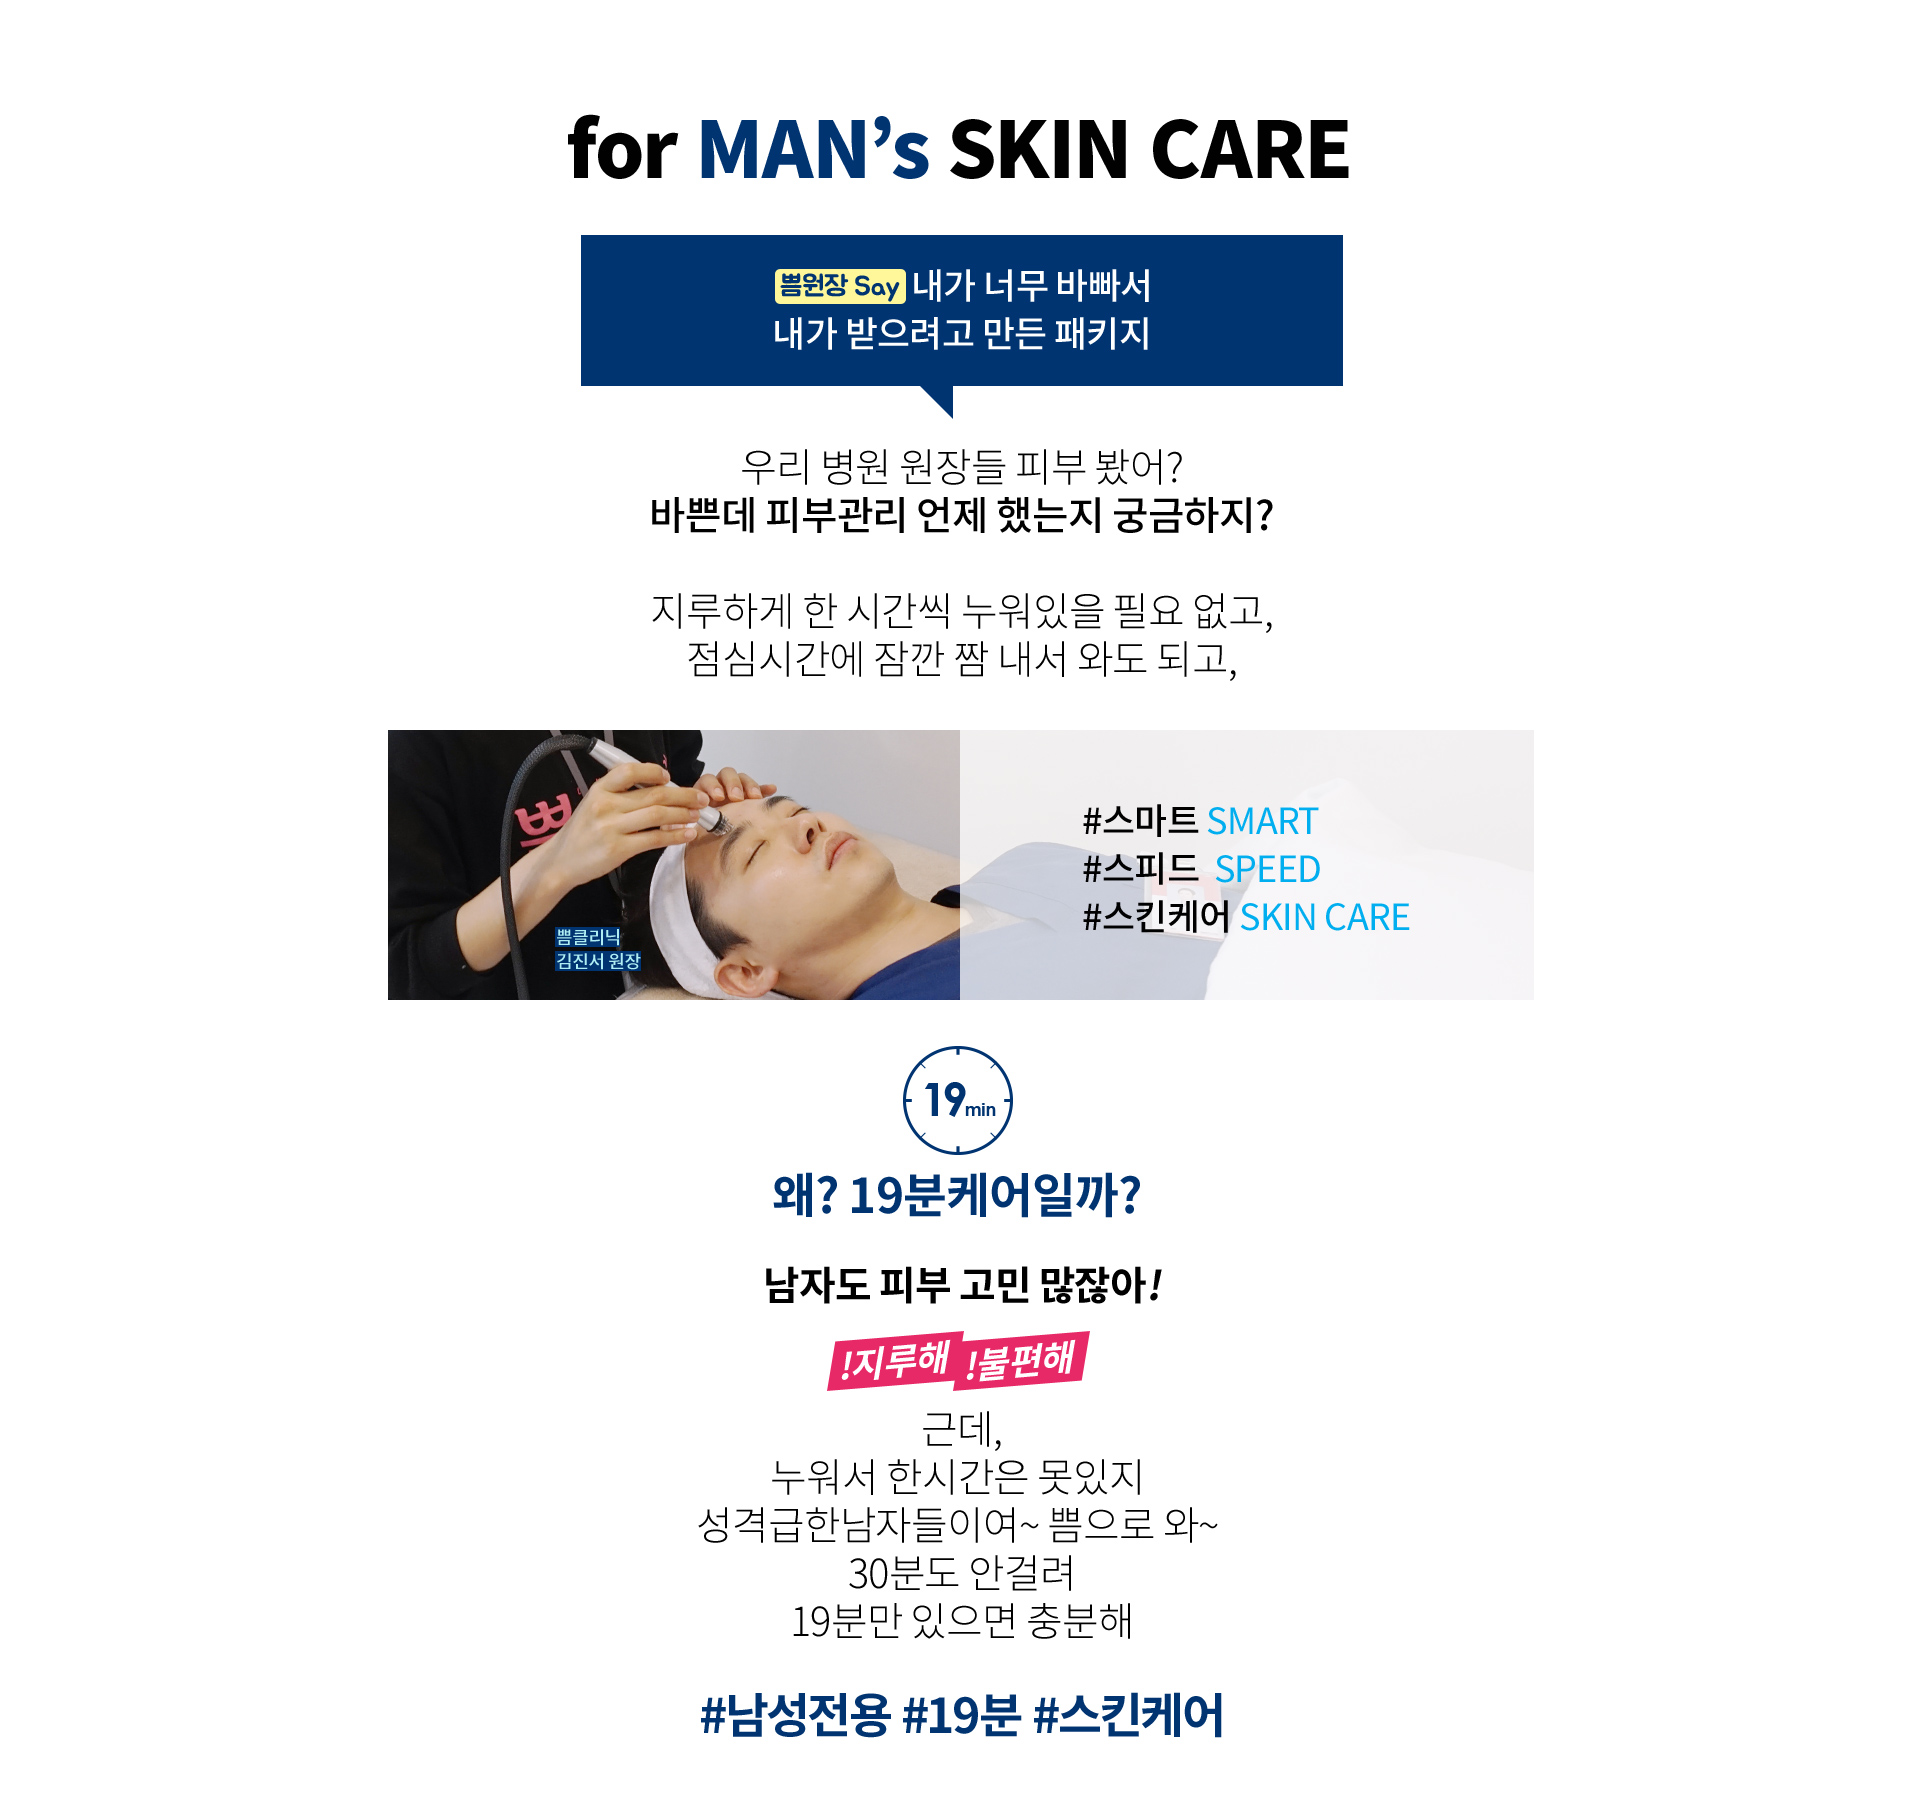 for MAN’s SKIN CARE
쁨원장 Say 내가 너무 바빠서
내가 받으려고 만든 패키지
우리 병원 원장들 피부 봤어?
바쁜데 피부관리 언제 했는지 궁금하지?
지루하게 한 시간씩 누워있을 필요 없고,
점심시간에 잠깐 짬 내서 와도 되고,
쁨
쁨클리닉
김진서 원장
#스마트 SMART
#스피드 SPEED
#스킨케어 SKIN CARE
19min
왜? 19분케어일까?
남자도 피부 고민 많잖아!
!지루해 !불편해
근데,
누워서 한시간은 못있지
성격급한남자들이여~ 쁨으로 와~
30분도 안걸려
19분만 있으면 충분해
#남성전용 #19분 #스킨케어